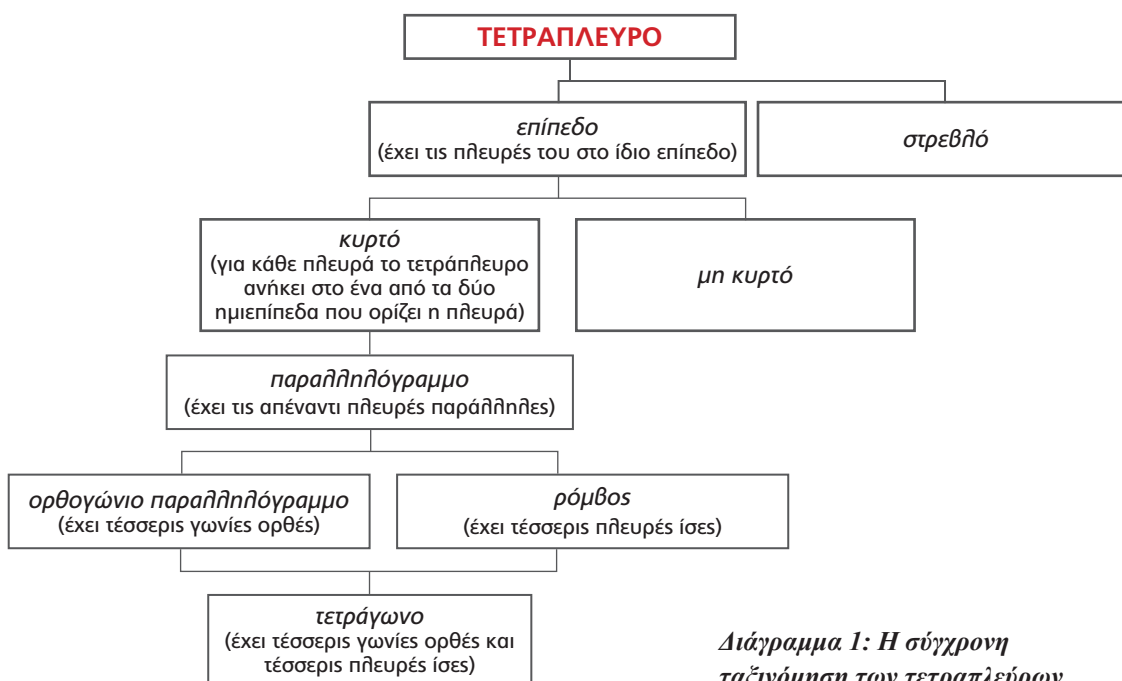 ΤΕΤΡΑΠΛΕΥΡΟ
επίπεδο
(έχει τις πλευρές του στο ίδιο επίπεδο)
στρεβλό
κυρτό
(για κάθε πλευρά το τετράπλευρο
ανήκει στο ένα από τα δύο
ημιεπίπεδα που ορίζει η πλευρά)
μη κυρτό
παραλληλόγραμμο
(έχει τις απέναντι πλευρές παράλληλες)
ορθογώνιο παραλληλόγραμμο
(έχει τέσσερις γωνίες ορθές)
ρόμβος
(έχει τέσσερις πλευρές ίσες)
τετράγωνο
(έχει τέσσερις γωνίες ορθές και
τέσσερις πλευρές ίσες)
Διάγραμμα 1: Η σύγχρονη
ταξινόμηση των τετραπλεύρων